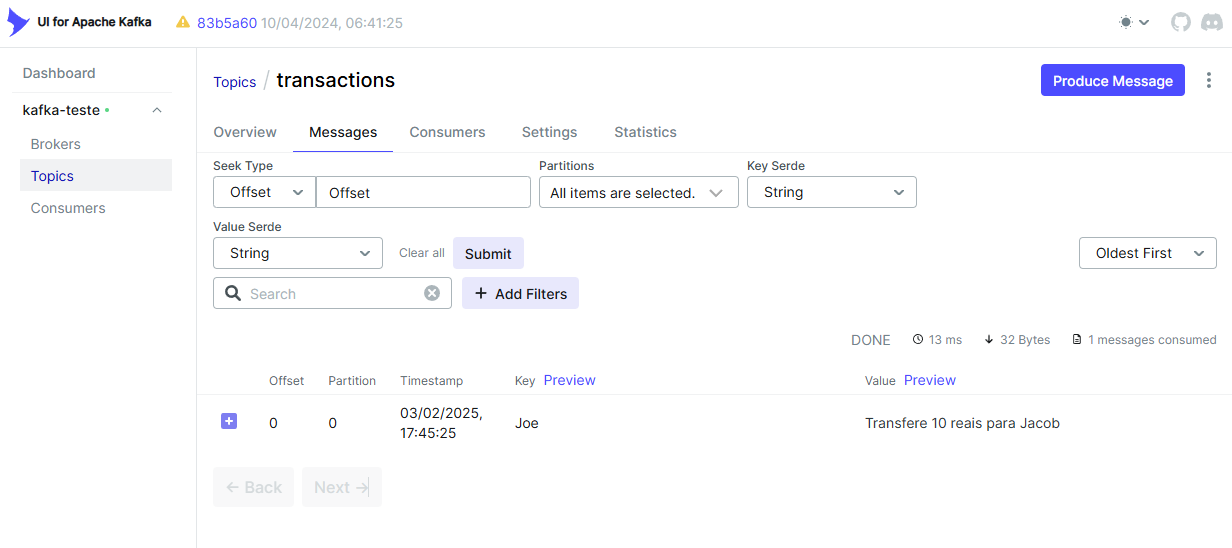 UI for Apache Kafka 83b5a60 10/04/2024, 06:41:25
Dashboard
kafka-teste
Brokers
Topics
Consumers
Topics / transactions
Produce Message
Overview Messages Consumers Settings Statistics
Seek Type Partitions Key Serde
Offset Offset All items are selected. String
Value Serde
String Clear all Submit Oldest First
Search + Add Filters
DONE 13 ms 32 Bytes 1 messages consumed
Offset Partition Timestamp Key Preview Value Preview
0 0 03/02/2025, Joe Transfere 10 reais para Jacob
17:45:25
← Back Next →